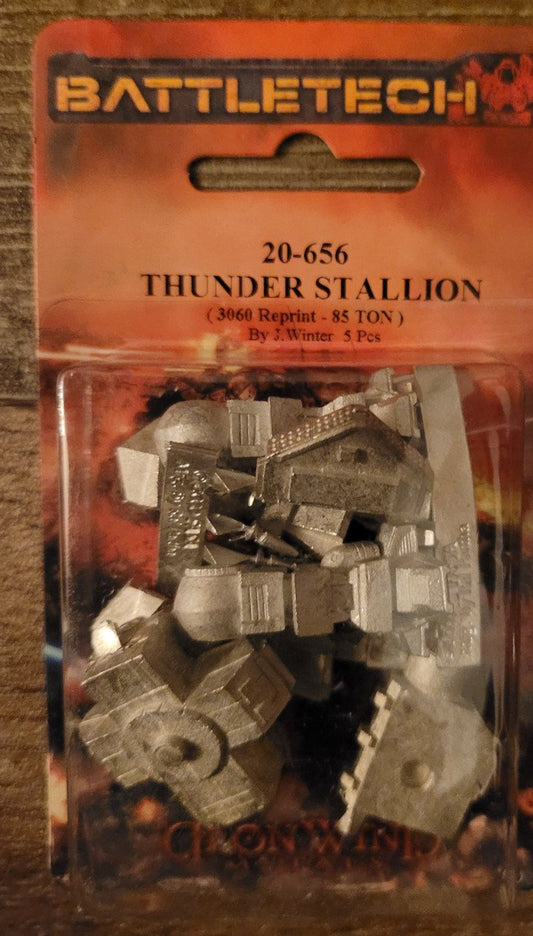 BATTLETECH
20-656
THUNDER STALLION
( 3060 Reprint - 85 TON )
By J.Winter 5 Pcs